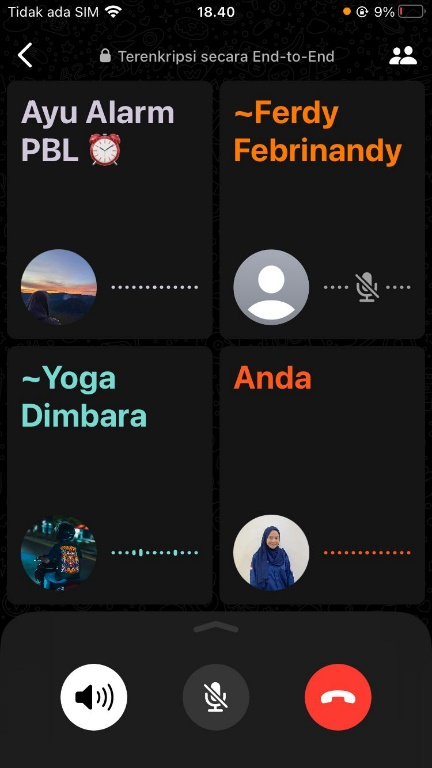 Tidak ada SIM 18.40 9%
Terenkripsi secara End-to-End
Ayu Alarm
PBL ⏰
~Ferdy
Febrinandy
~Yoga
Dimbara
Anda